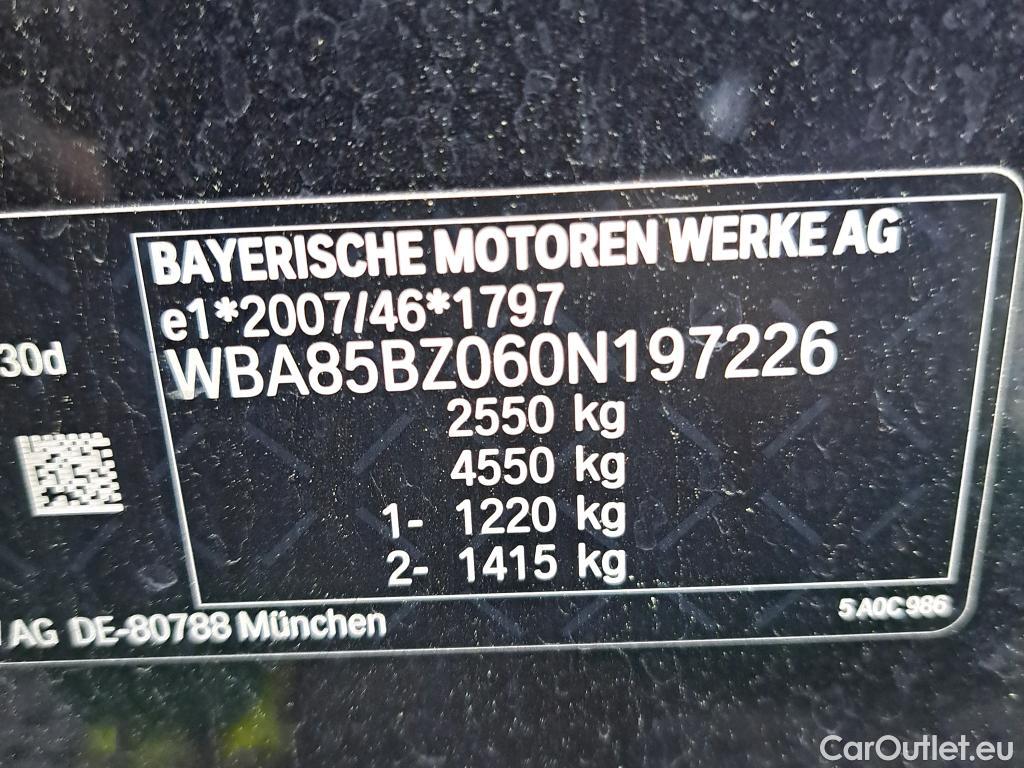 BAYERISCHE MOTOREN WERKE AG
e1*2007/46*1797
30d
WBA85BZ060N197226
2550 kg
4550 kg
1- 1220 kg
2- 1415 kg
5 A0C 986
AG DE-80788 München
CarOutlet.eu